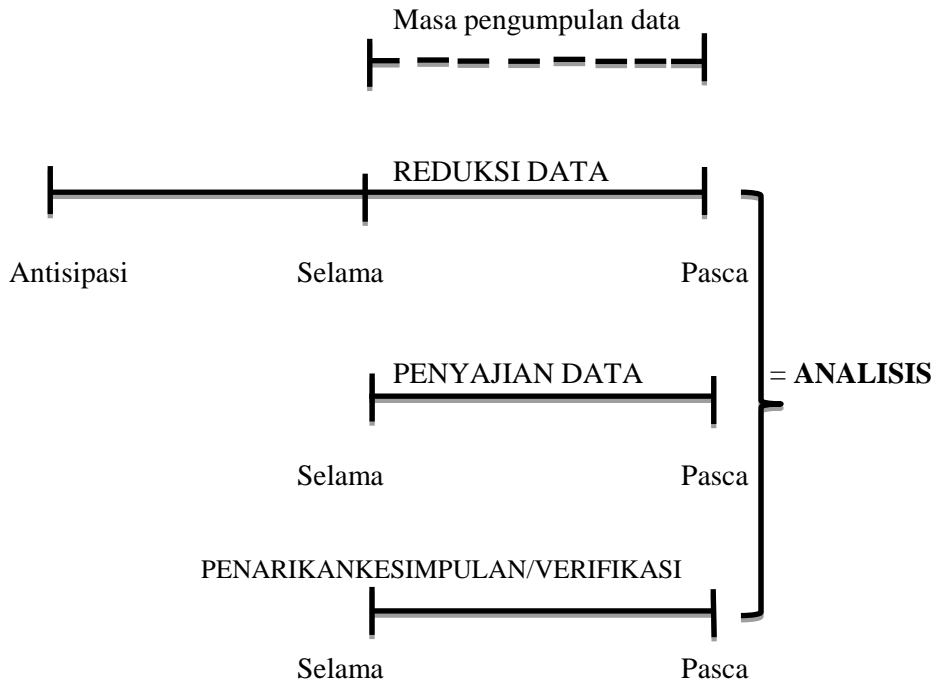 Masa pengumpulan data
REDUKSI DATA
Antisipasi Selama Pasca
PENYAJIAN DATA
= ANALISIS
Selama Pasca
PENARIKANKESIMPULAN/VERIFIKASI
Selama Pasca